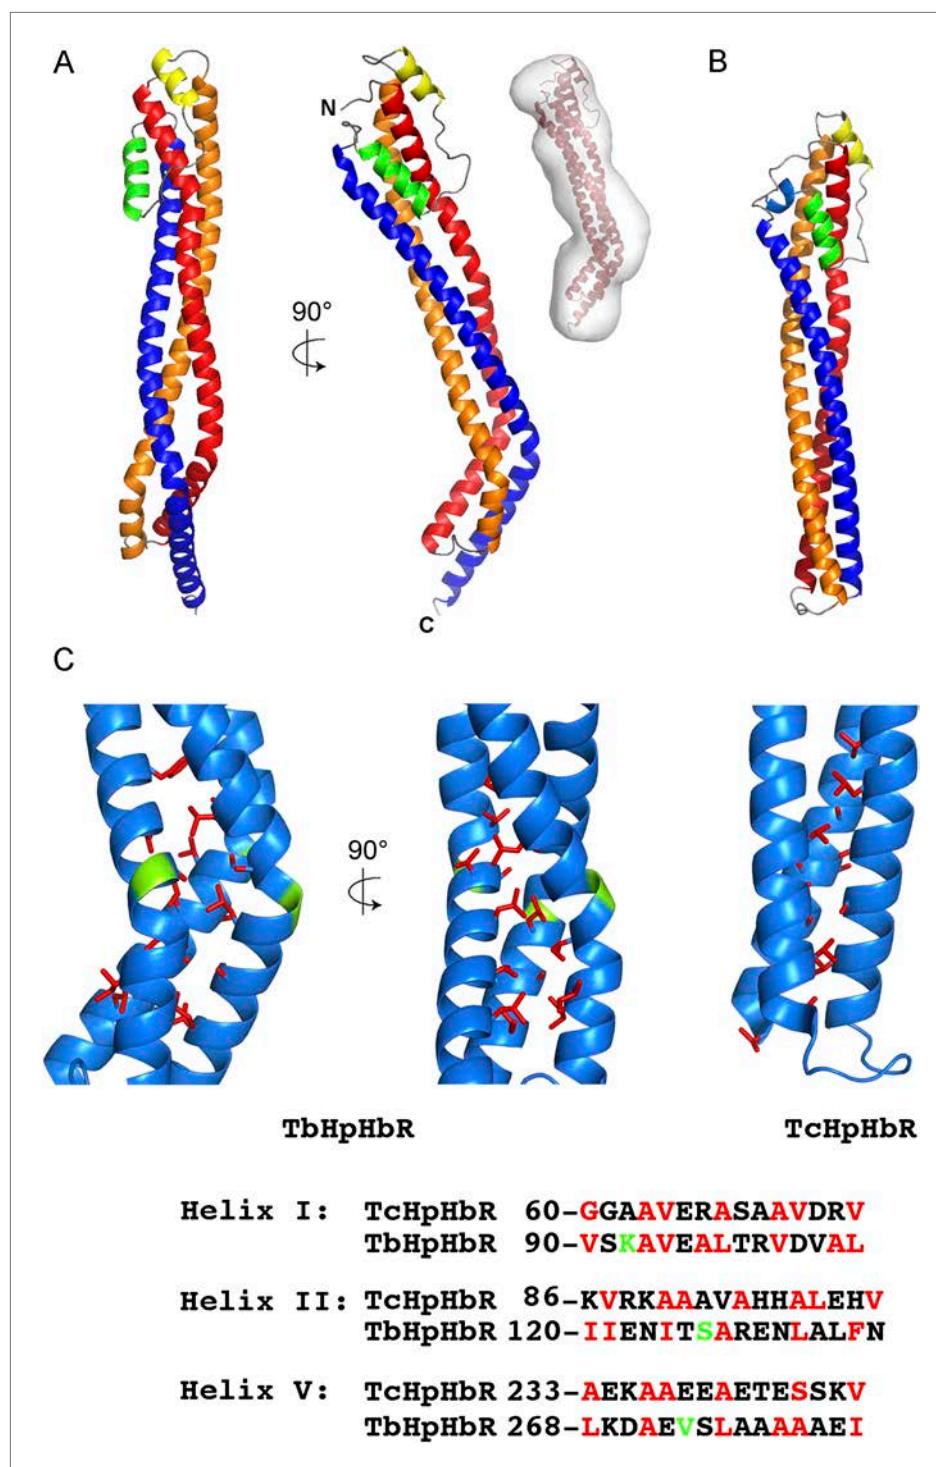 A
B
N
90°
C
C
90°
TbHpHbR TcHpHbR
Helix I: TcHpHbR 60-GGAAVERASAAVDRV
TbHpHbR 90-VSKAVEALTRVDVAL
Helix II: TcHpHbR 86-KVRKAAAVAHHALEHV
TbHpHbR 120-IIENITSARENLALFN
Helix V: TcHpHbR 233-AEKAAEEAETESSKV
TbHpHbR 268-LKDAEVSLAAAAAEI